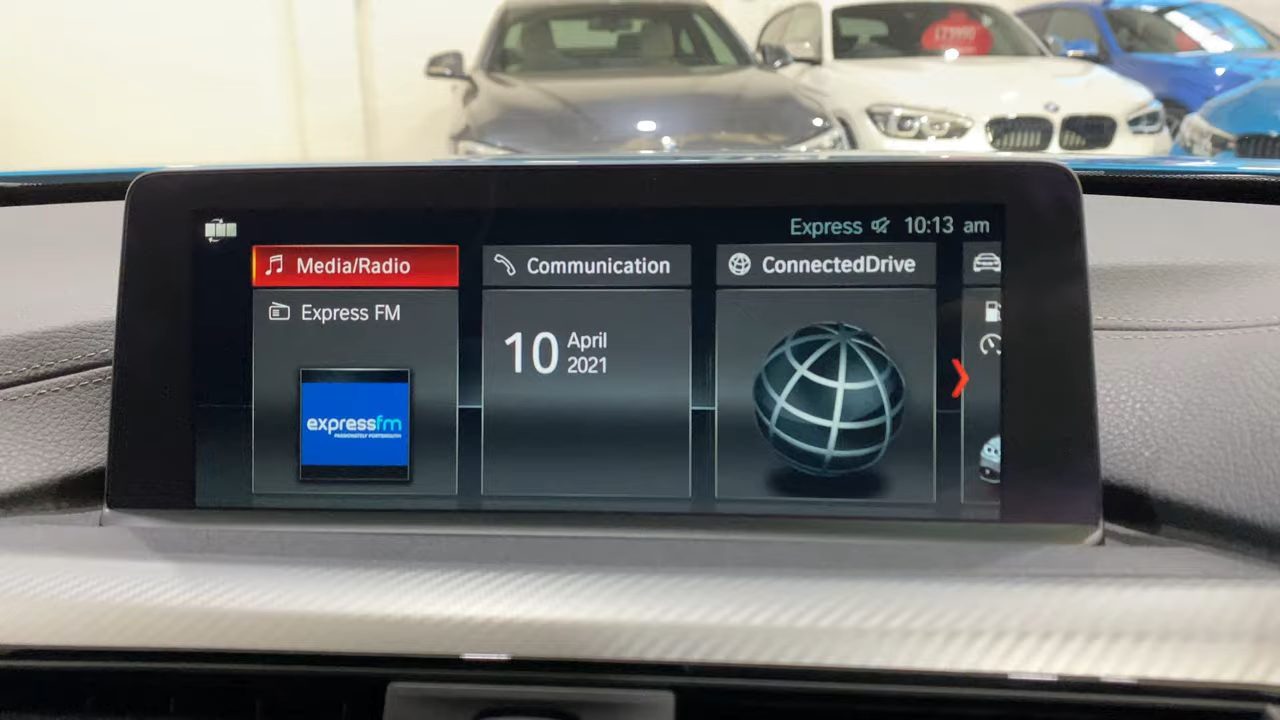 Express 10:13 am
Media/Radio
Communication
ConnectedDrive
Express FM
10 April
2021
expressfm
PASSIONATELY PORTSMOUTH